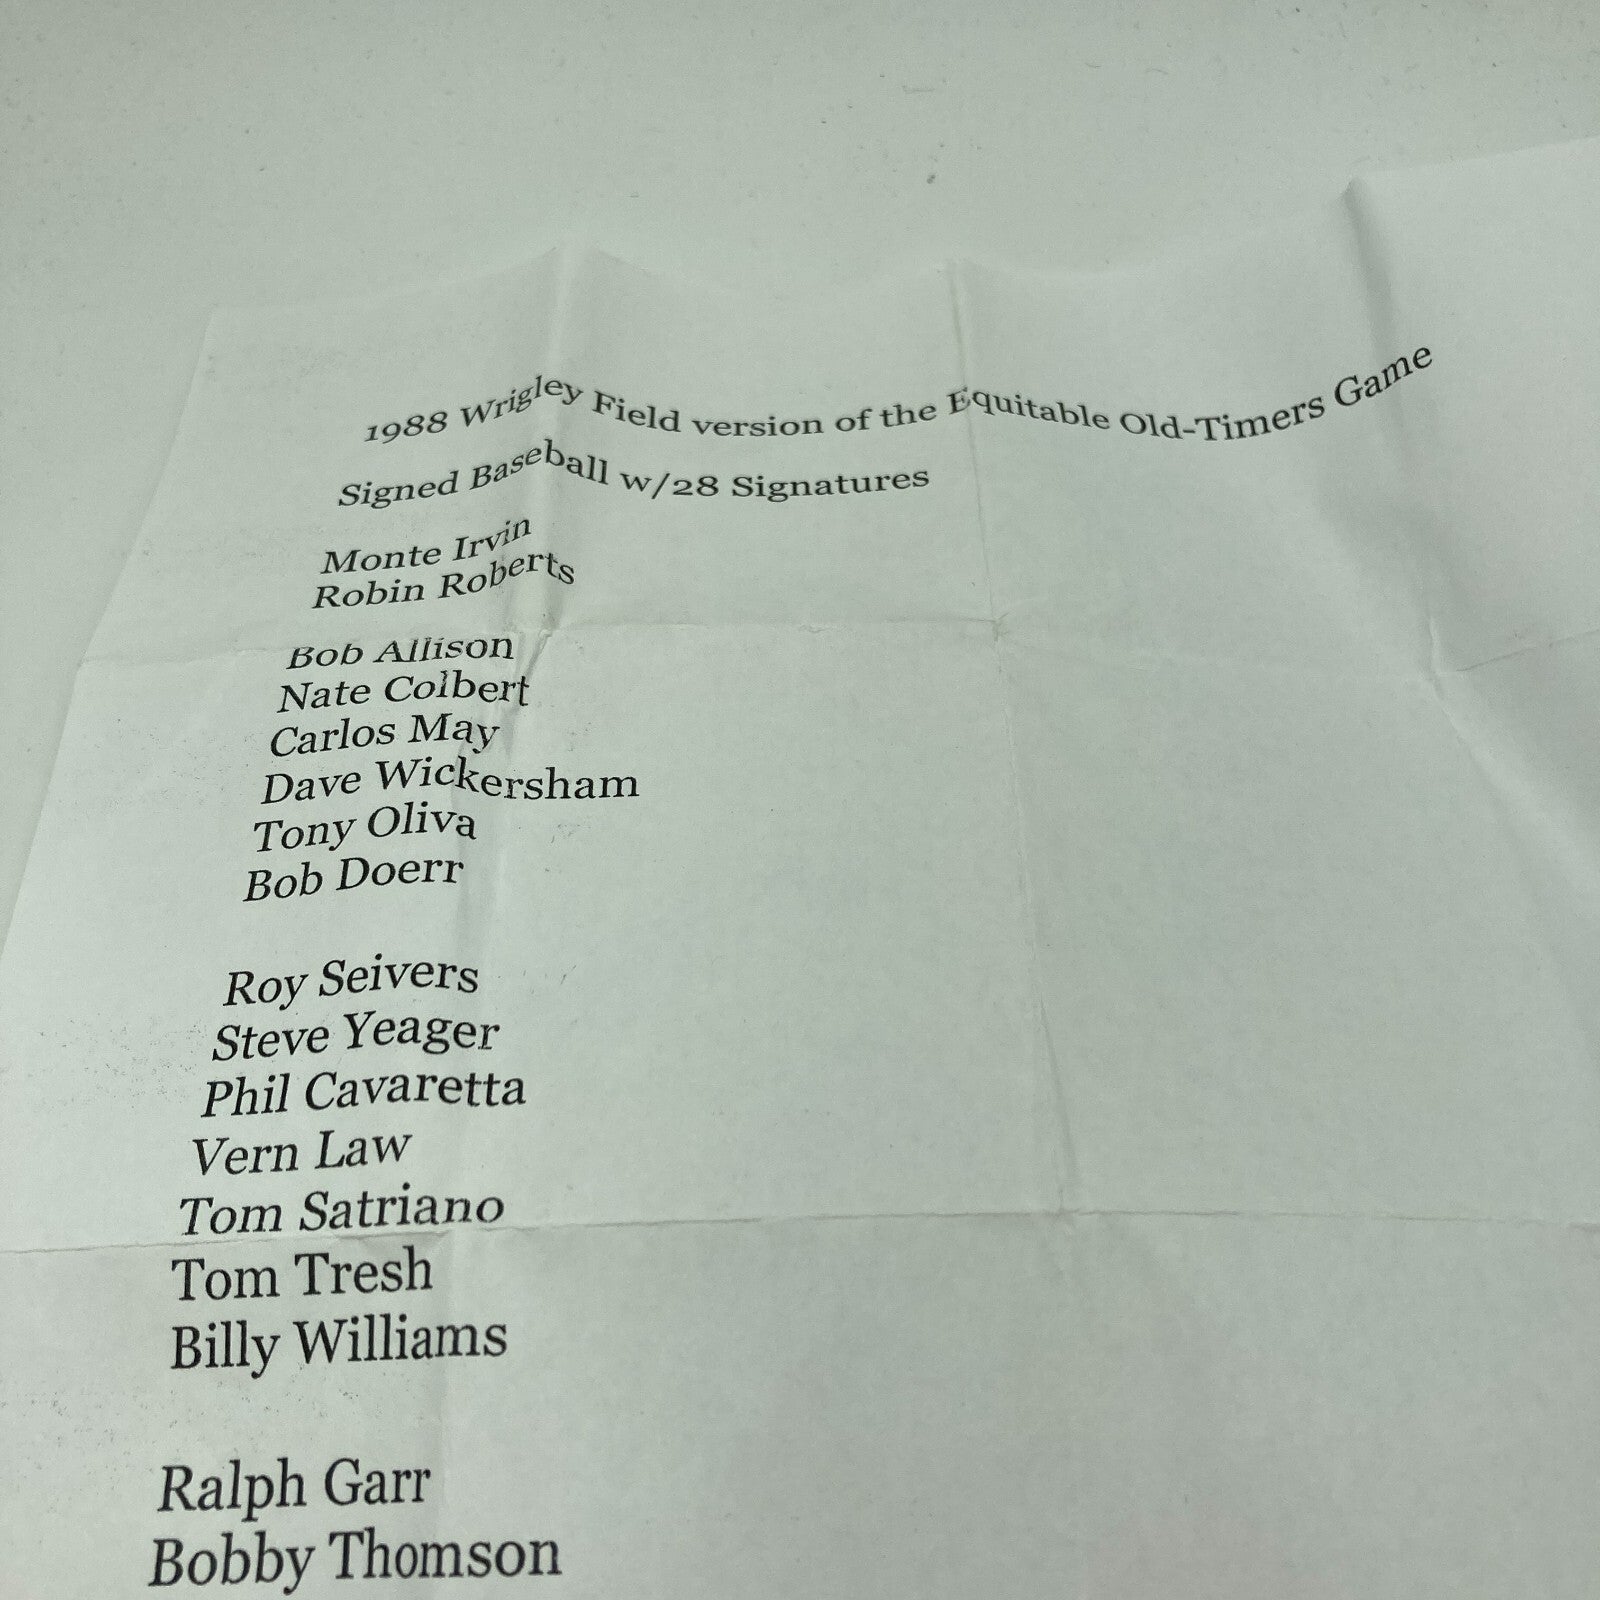 1988 Wrigley Field version of the Equitable Old-Timers Game
Signed Baseball w/28 Signatures
Monte Irvin
Robin Roberts
Bob Allison
Nate Colbert
Carlos May
Dave Wickersham
Tony Oliva
Bob Doerr
Roy Seivers
Steve Yeager
Phil Cavaretta
Vern Law
Tom Satriano
Tom Tresh
Billy Williams
Ralph Garr
Bobby Thomson